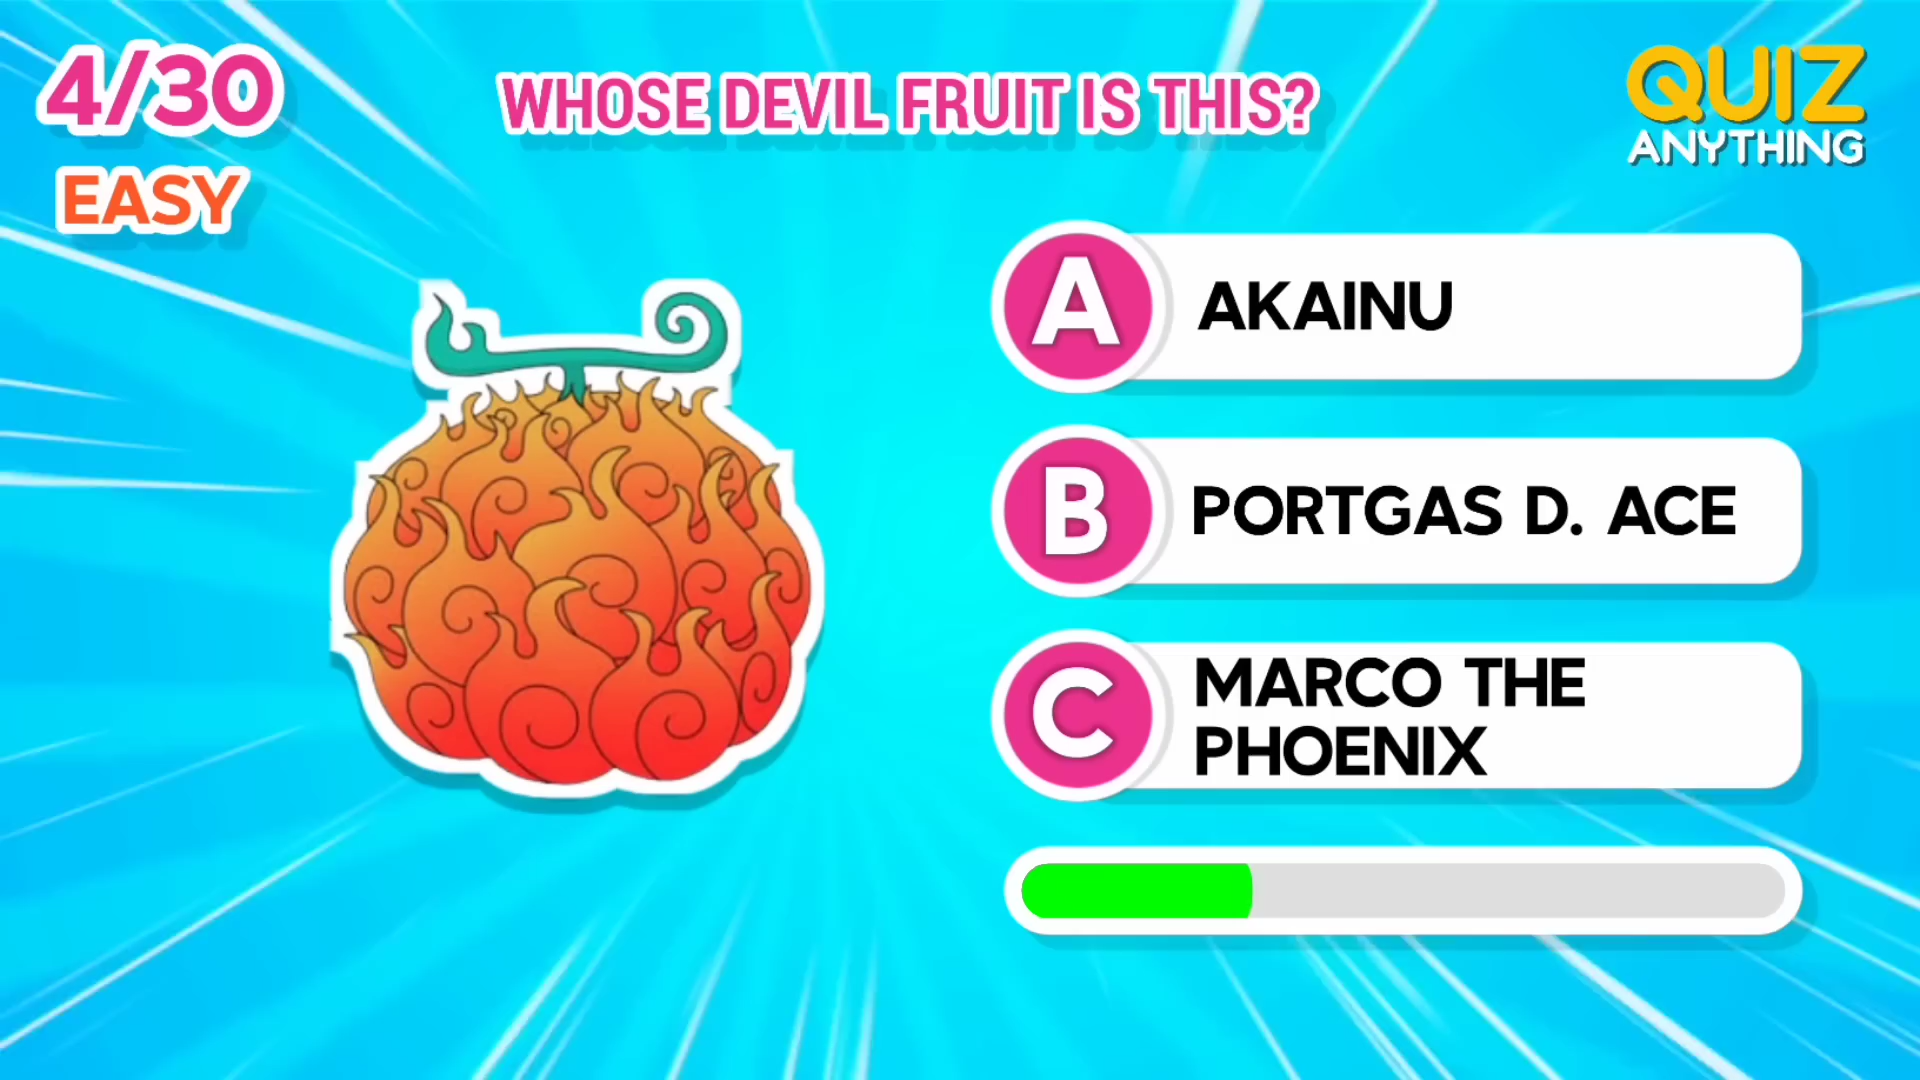 4/30
EASY
WHOSE DEVIL FRUIT IS THIS?
QUIZ
ANYTHING
A AKAINU
B PORTGAS D. ACE
C MARCO THE
PHOENIX